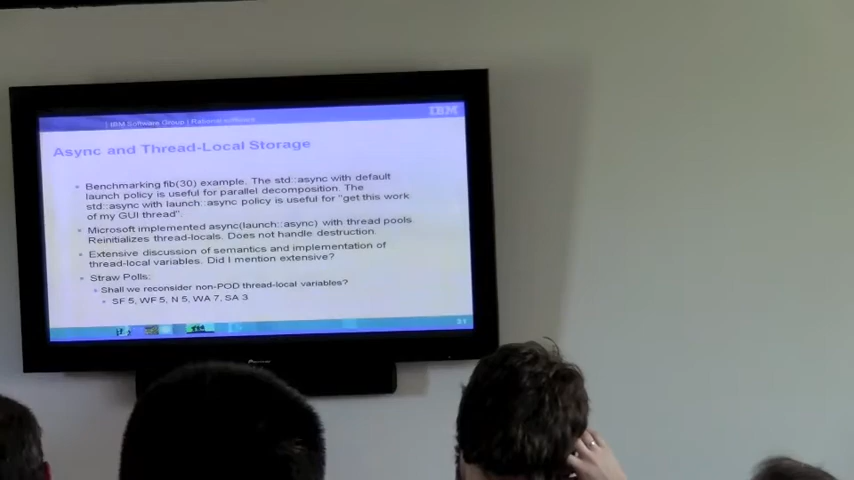 IBM Software Group | Rational software
IBM
Async and Thread-Local Storage
Benchmarking fib(30) example. The std::async with default
launch policy is useful for parallel decomposition. The
std::async with launch::async policy is useful for "get this work
of my GUI thread".
Microsoft implemented async(launch::async) with thread pools.
Reinitializes thread-locals. Does not handle destruction.
Extensive discussion of semantics and implementation of
thread-local variables. Did I mention extensive?
Straw Polls:
Shall we reconsider non-POD thread-local variables?
SF 5, WF 5, N 5, WA 7, SA 3